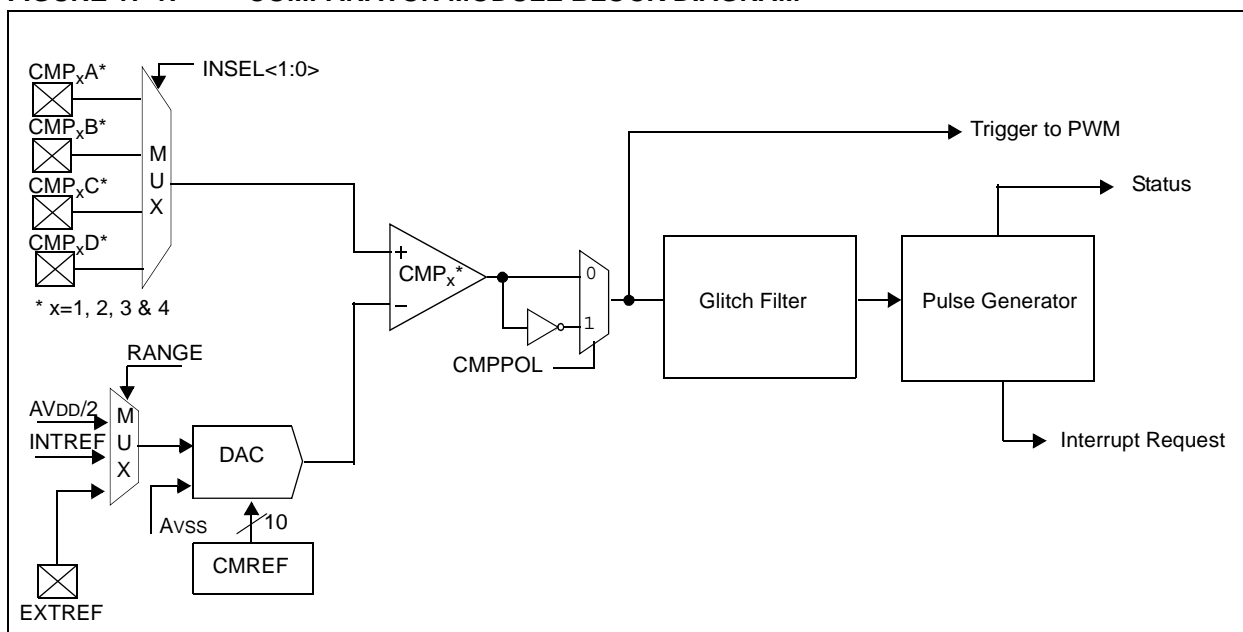 CMPxA*
INSEL<1:0>
CMPxB*
CMPxC*
CMPxD*
M
U
X
* x=1, 2, 3 & 4
Trigger to PWM
Status
+
CMPx*
–
0
1
CMPPOL
Glitch Filter
Pulse Generator
Interrupt Request
RANGE
AVDD/2
INTREF
M
U
X
DAC
AVSS
10
CMREF
EXTREF